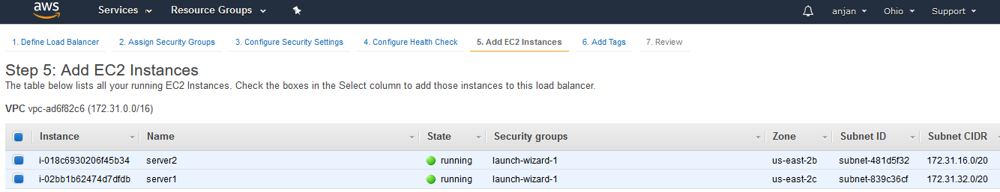 aws Services Resource Groups anjan Ohio Support
1. Define Load Balancer 2. Assign Security Groups 3. Configure Security Settings 4. Configure Health Check 5. Add EC2 Instances 6. Add Tags 7. Review
Step 5: Add EC2 Instances
The table below lists all your running EC2 Instances. Check the boxes in the Select column to add those instances to this load balancer.
VPC vpc-ad6f82c6 (172.31.0.0/16)
Instance Name State Security groups Zone Subnet ID Subnet CIDR
i-018c6930206f45b34 server2 running launch-wizard-1 us-east-2b subnet-481d5f32 172.31.16.0/20
i-02bb1b62474d7dfdb server1 running launch-wizard-1 us-east-2c subnet-839c36cf 172.31.32.0/20